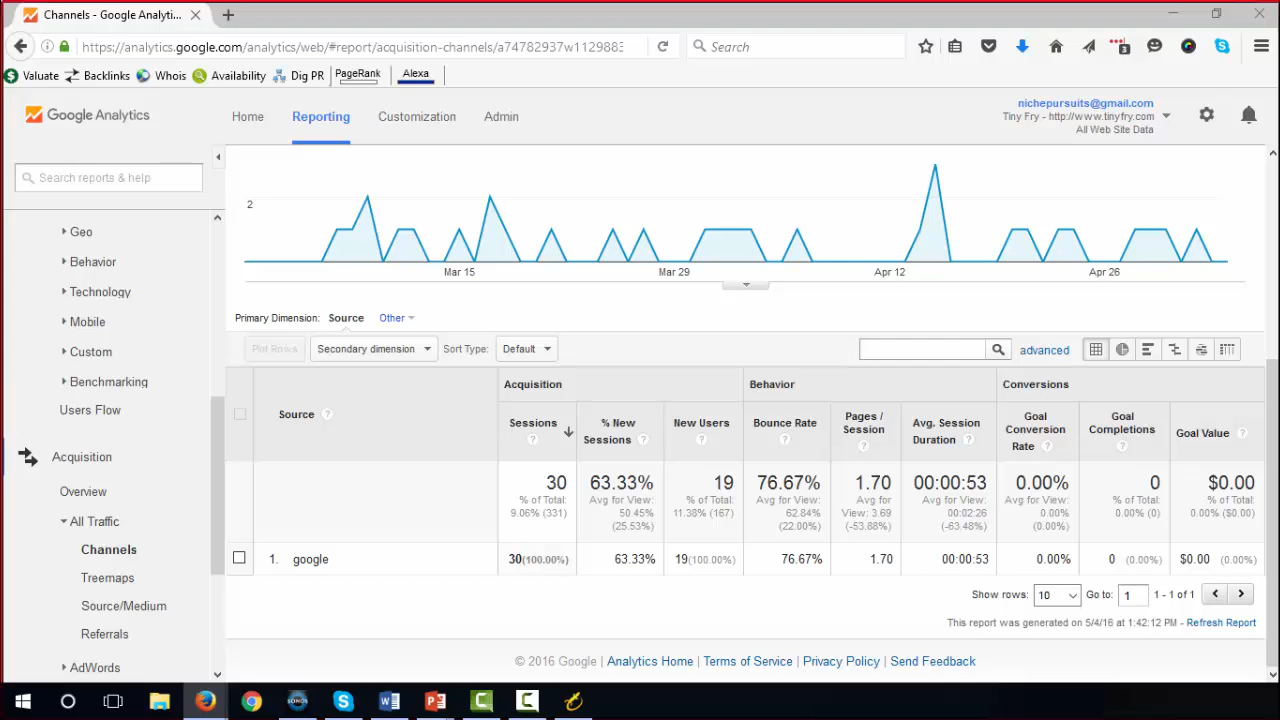 Channels - Google Analyti...
https://analytics.google.com/analytics/web/#report/acquisition-channels/a74782937w1129883
Search
3
Valuate Backlinks Whois Availability Dig PR PageRank Alexa
Google Analytics
Home Reporting Customization Admin
nichepursuits@gmail.com
Tiny Fry - http://www.tinyfry.com
All Web Site Data
Search reports & help
Geo
Behavior
Technology
Mobile
Custom
Benchmarking
Users Flow
Acquisition
Overview
All Traffic
Channels
Treemaps
Source/Medium
Referrals
AdWords
2
Mar 15 Mar 29 Apr 12 Apr 26
Primary Dimension: Source Other
Plot Rows Secondary dimension Sort Type: Default advanced
Source ?
Acquisition Behavior Conversions
Sessions ?
% New Sessions ?
New Users ?
Bounce Rate ?
Pages / Session ?
Avg. Session Duration ?
Goal Conversion Rate ?
Goal Completions ?
Goal Value ?
30 63.33% 19 76.67% 1.70 00:00:53 0.00% 0 $0.00
% of Total: 9.06% (331)
Avg for View: 50.45% (25.53%)
% of Total: 11.38% (167)
Avg for View: 62.84% (22.00%)
Avg for View: 3.69 (-53.88%)
Avg for View: 00:02:26 (-63.48%)
Avg for View: 0.00% (0.00%)
% of Total: 0.00% (0)
% of Total: 0.00% ($0.00)
1. google 30(100.00%) 63.33% 19(100.00%) 76.67% 1.70 00:00:53 0.00% 0 (0.00%) $0.00 (0.00%)
Show rows: 10 Go to: 1 1 - 1 of 1
This report was generated on 5/4/16 at 1:42:12 PM - Refresh Report
© 2016 Google | Analytics Home | Terms of Service | Privacy Policy | Send Feedback
SONOS